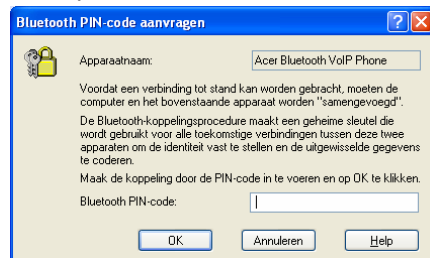 Bluetooth PIN-code aanvragen
Apparaatnaam: Acer Bluetooth VoIP Phone
Voordat een verbinding tot stand kan worden gebracht, moeten de
computer en het bovenstaande apparaat worden "samengevoegd".
De Bluetooth-koppelingsprocedure maakt een geheime sleutel die
wordt gebruikt voor alle toekomstige verbindingen tussen deze twee
apparaten om de identiteit vast te stellen en de uitgewisselde gegevens
te coderen.
Maak de koppeling door de PIN-code in te voeren en op OK te klikken.
Bluetooth PIN-code:
OK Annuleren Help